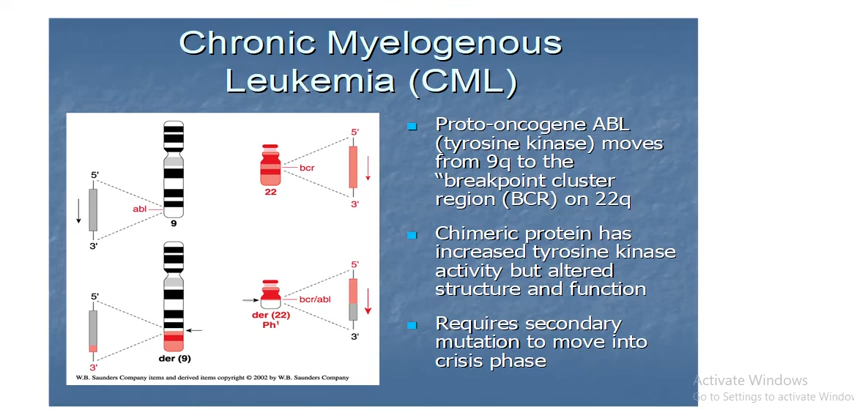 Chronic Myelogenous
Leukemia (CML)
5'
abl
3'
9
bcr
22
5'
3'
5'
3'
der (9)
bcr/abl
der (22)
Ph1
5'
3'
W.B. Saunders Company items and derived items copyright © 2002 by W.B. Saunders Company
Proto-oncogene ABL
(tyrosine kinase) moves
from 9q to the
“breakpoint cluster
region (BCR) on 22q
Chimeric protein has
increased tyrosine kinase
activity but altered
structure and function
Requires secondary
mutation to move into
crisis phase
Activate Windows
Go to Settings to activate Window